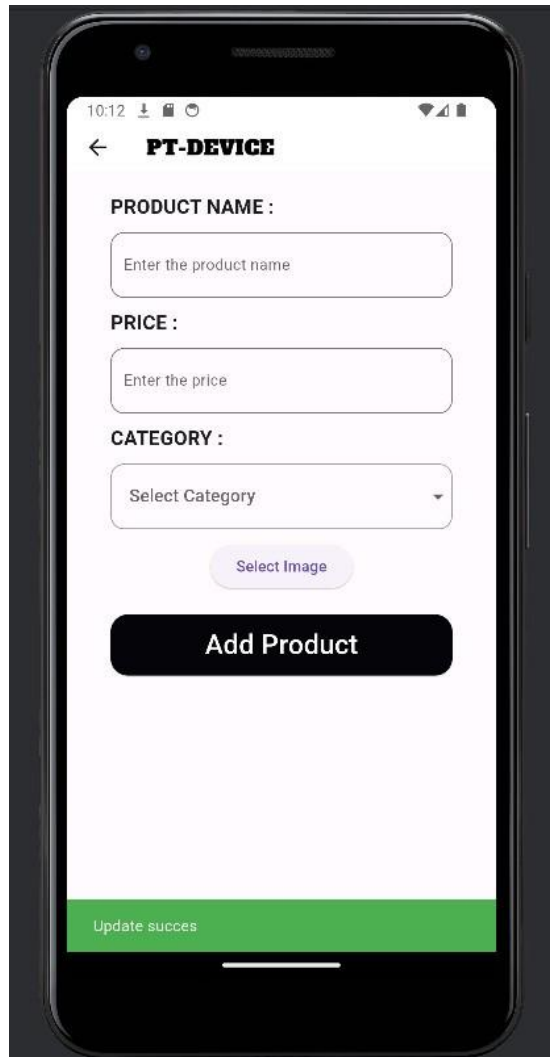 10:12
PT-DEVICE
PRODUCT NAME :
Enter the product name
PRICE :
Enter the price
CATEGORY :
Select Category
Select Image
Add Product
Update succes